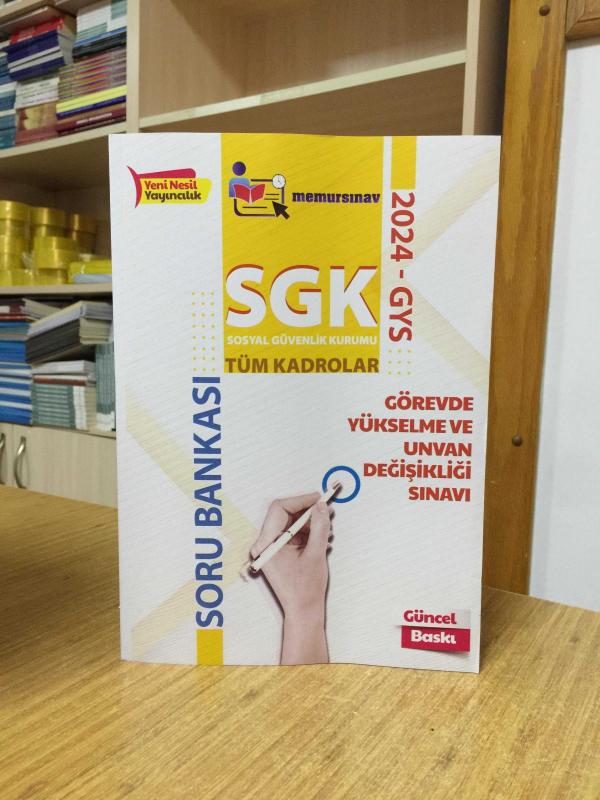 Yeni Nesil
Yayıncılık
memursınav
2024 - GYS
SGK
SOSYAL GÜVENLİK KURUMU
TÜM KADROLAR
SORU BANKASI
GÖREVDE
YÜKSELME VE
UNVAN
DEĞİŞİKLİĞİ
SINAVI
Güncel
Baskı